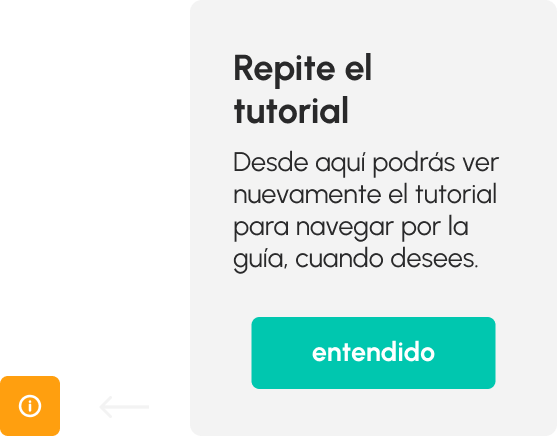 Repite el
tutorial
Desde aquí podrás ver
nuevamente el tutorial
para navegar por la
guía, cuando desees.
entendido